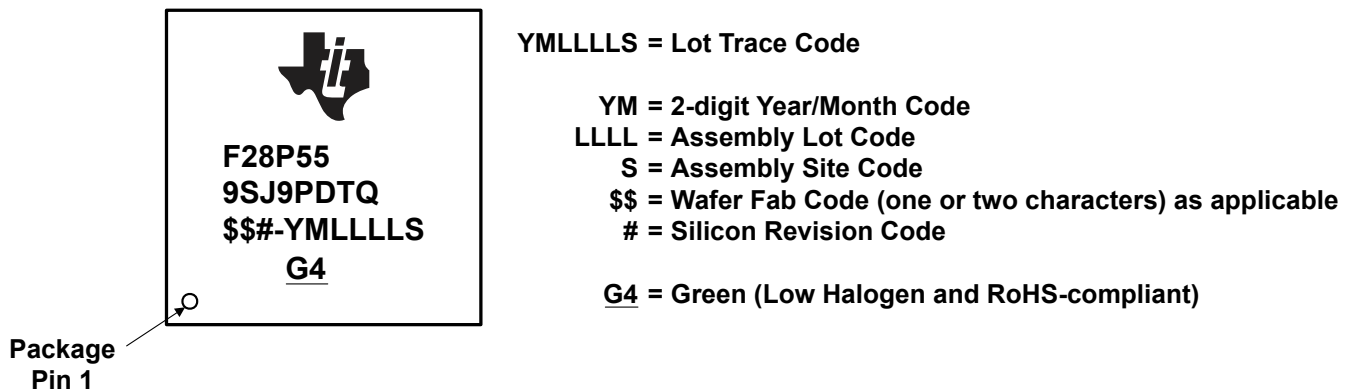 F28P55
9SJ9PDTQ
$$#-YMLLLLS
G4
Package
Pin 1
YMLLLLS = Lot Trace Code
YM = 2-digit Year/Month Code
LLLL = Assembly Lot Code
S = Assembly Site Code
$$ = Wafer Fab Code (one or two characters) as applicable
# = Silicon Revision Code
G4 = Green (Low Halogen and RoHS-compliant)